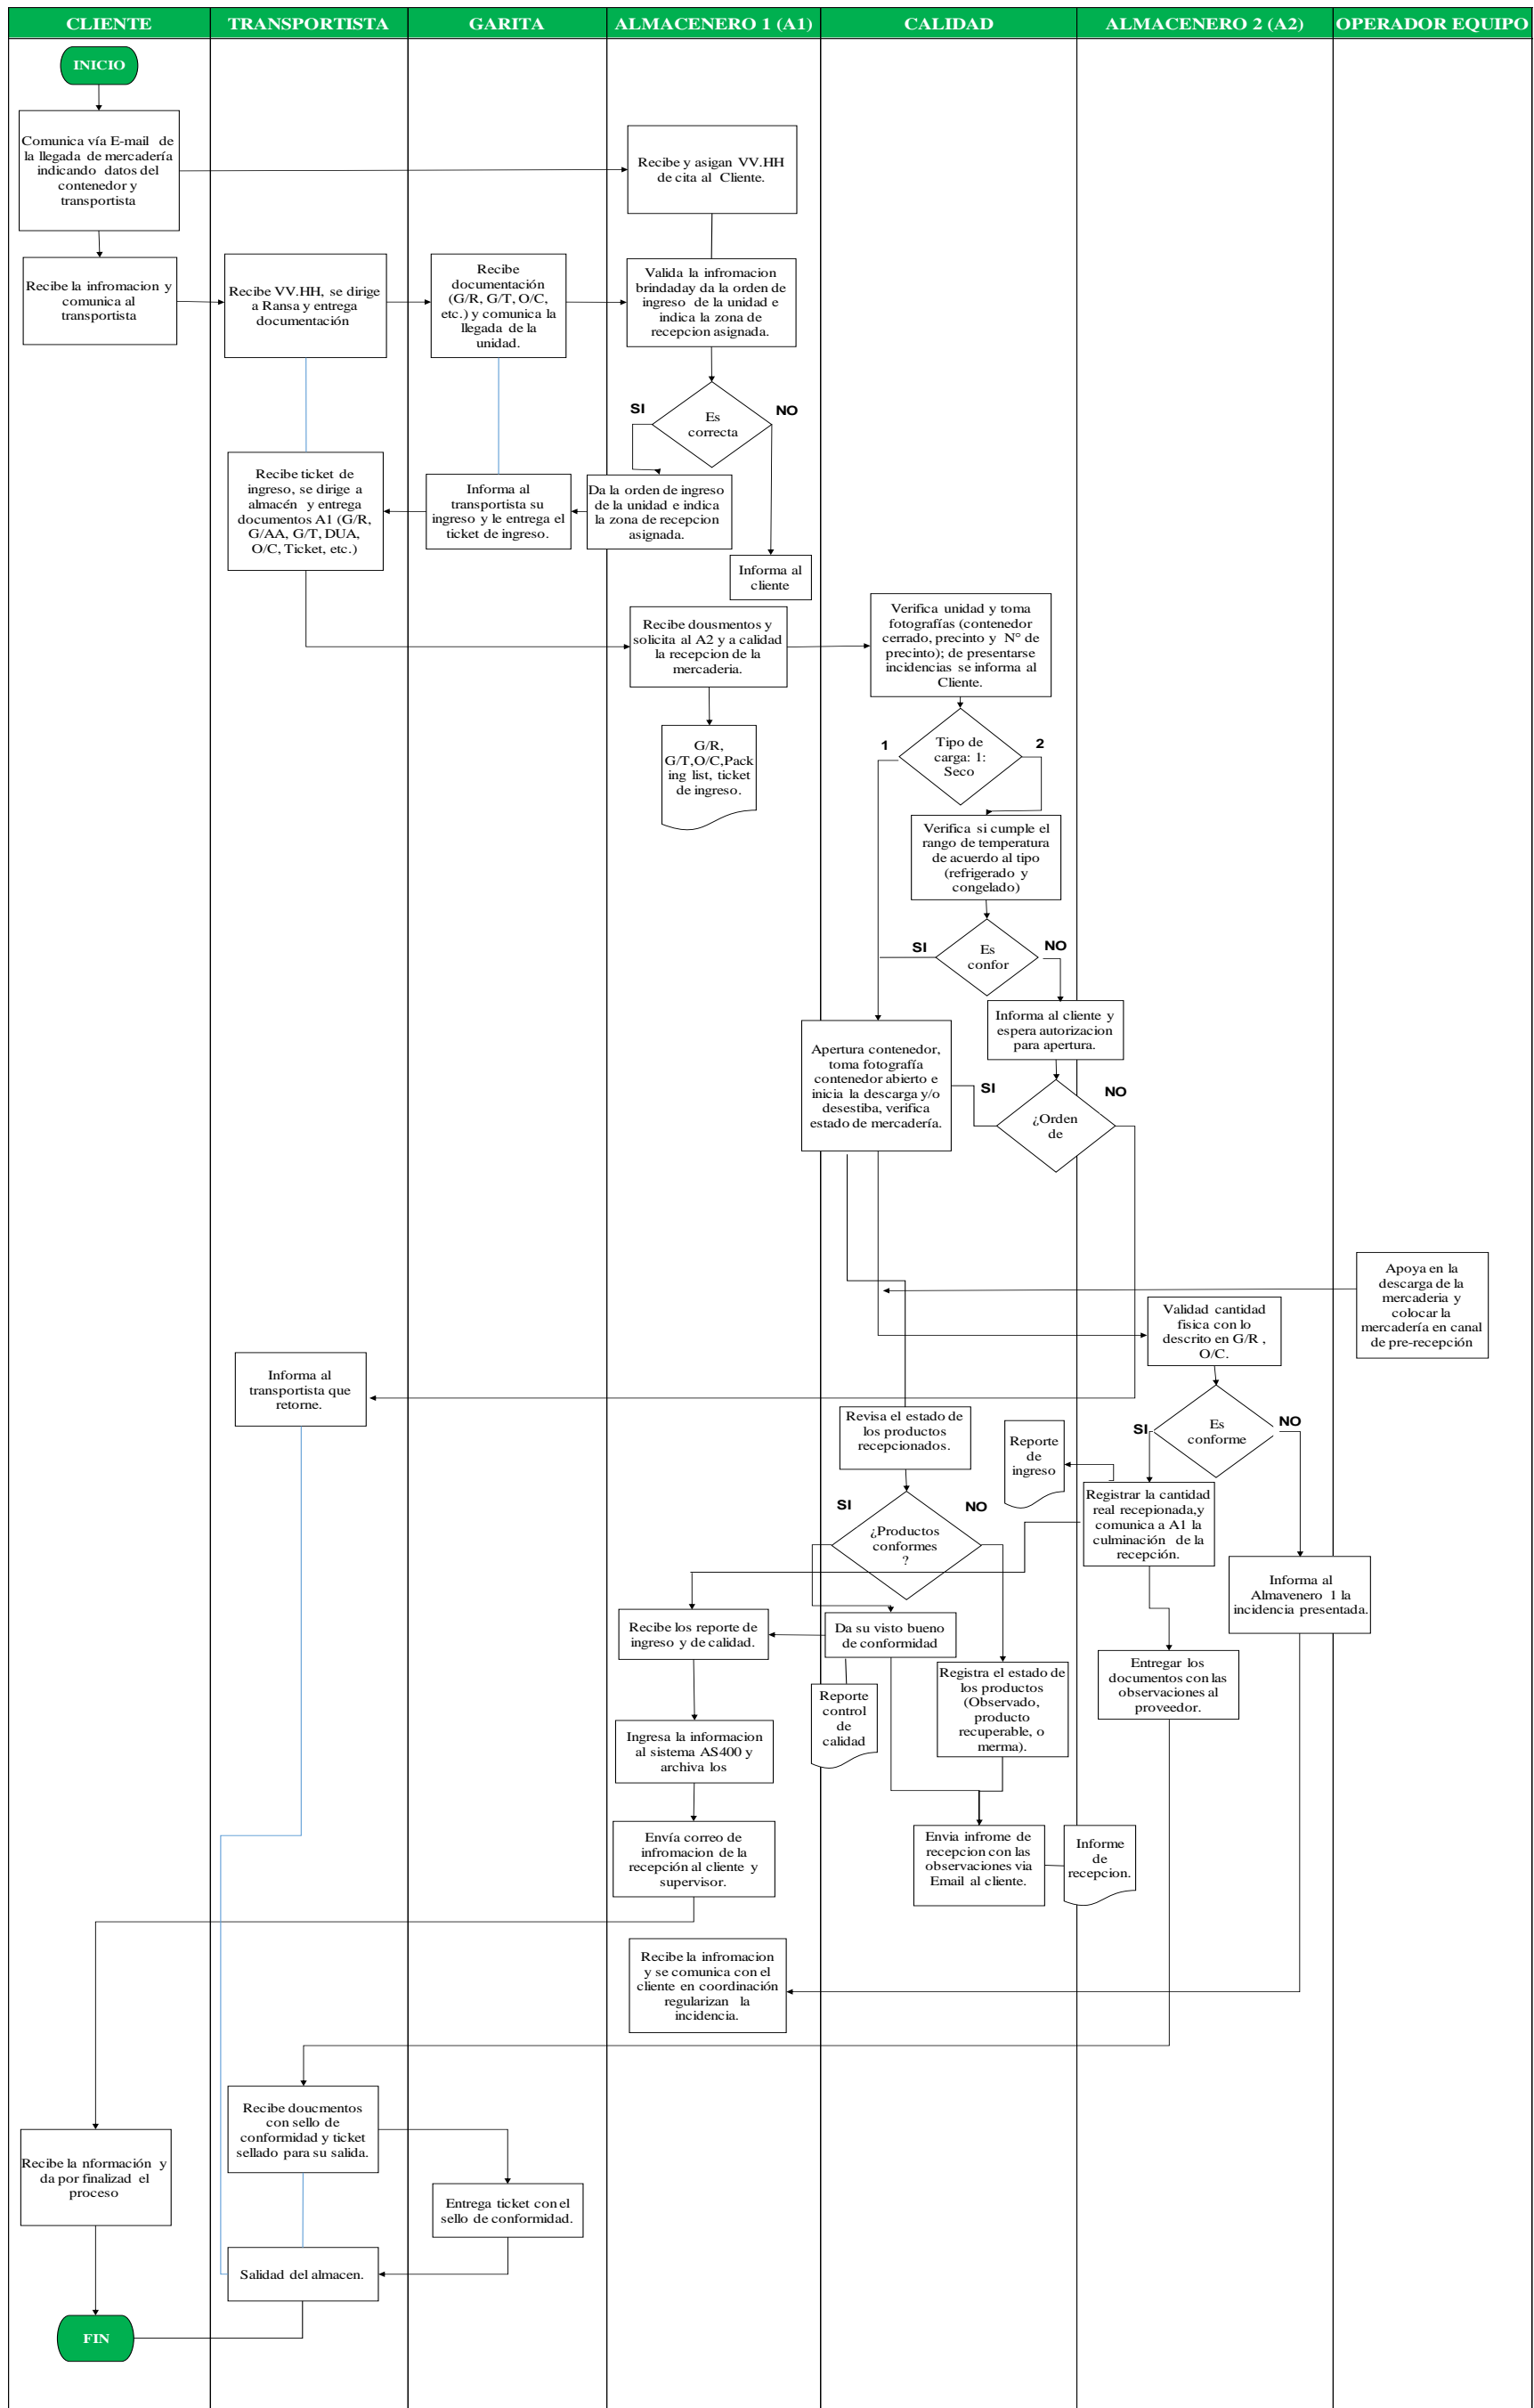 CLIENTE
TRANSPORTISTA
GARITA
ALMACENERO 1 (A1)
CALIDAD
ALMACENERO 2 (A2)
OPERADOR EQUIPO
INICIO
Comunica vía E-mail de
la llegada de mercadería
indicando datos del
contenedor y
transportista
Recibe y asigan VV.HH
de cita al Cliente.
Recibe la infromacion y
comunica al
transportista
Recibe VV.HH, se dirige
a Ransa y entrega
documentación
Recibe
documentación
(G/R, G/T, O/C,
etc.) y comunica la
llegada de la
unidad.
Valida la infromacion
brindaday da la orden de
ingreso de la unidad e
indica la zona de
recepcion asignada.
SI
NO
Es
correcta
Recibe ticket de
ingreso, se dirige a
almacén y entrega
documentos A1 (G/R,
G/AA, G/T, DUA,
O/C, Ticket, etc.)
Informa al
transportista su
ingreso y le entrega el
ticket de ingreso.
Da la orden de ingreso
de la unidad e indica
la zona de recepcion
asignada.
Informa al
cliente
Recibe dousmentos y
solicita al A2 y a calidad
la recepcion de la
mercaderia.
Verifica unidad y toma
fotografías (contenedor
cerrado, precinto y N° de
precinto); de presentarse
incidencias se informa al
Cliente.
G/R,
G/T,O/C,Pack
ing list, ticket
de ingreso.
1
2
Tipo de
carga: 1:
Seco
Verifica si cumple el
rango de temperatura
de acuerdo al tipo
(refrigerado y
congelado)
SI
NO
Es
confor
Informa al cliente y
espera autorizacion
para apertura.
Apertura contenedor,
toma fotografía
contenedor abierto e
inicia la descarga y/o
desestiba, verifica
estado de mercadería.
SI
NO
¿Orden
de
Apoya en la
descarga de la
mercaderia y
colocar la
mercadería en canal
de pre-recepción
Validad cantidad
fisica con lo
descrito en G/R ,
O/C.
Informa al
transportista que
retorne.
Revisa el estado de
los productos
recepcionados.
Reporte
de
ingreso
SI
NO
Es
conforme
Registrar la cantidad
real recepionada,y
comunica a A1 la
culminación de la
recepción.
SI
NO
¿Productos
conformes
?
Informa al
Almavenero 1 la
incidencia presentada.
Recibe los reporte de
ingreso y de calidad.
Da su visto bueno
de conformidad
Entregar los
documentos con las
observaciones al
proveedor.
Registra el estado de
los productos
(Observado,
producto
recuperable, o
merma).
Reporte
control
de
calidad
Ingresa la informacion
al sistema AS400 y
archiva los
Envía correo de
infromacion de la
recepción al cliente y
supervisor.
Envia infrome de
recepcion con las
observaciones via
Email al cliente.
Informe
de
recepcion.
Recibe la infromacion
y se comunica con el
cliente en coordinación
regularizan la
incidencia.
Recibe doucmentos
con sello de
conformidad y ticket
sellado para su salida.
Recibe la nformación y
da por finalizad el
proceso
Entrega ticket con el
sello de conformidad.
Salidad del almacen.
FIN